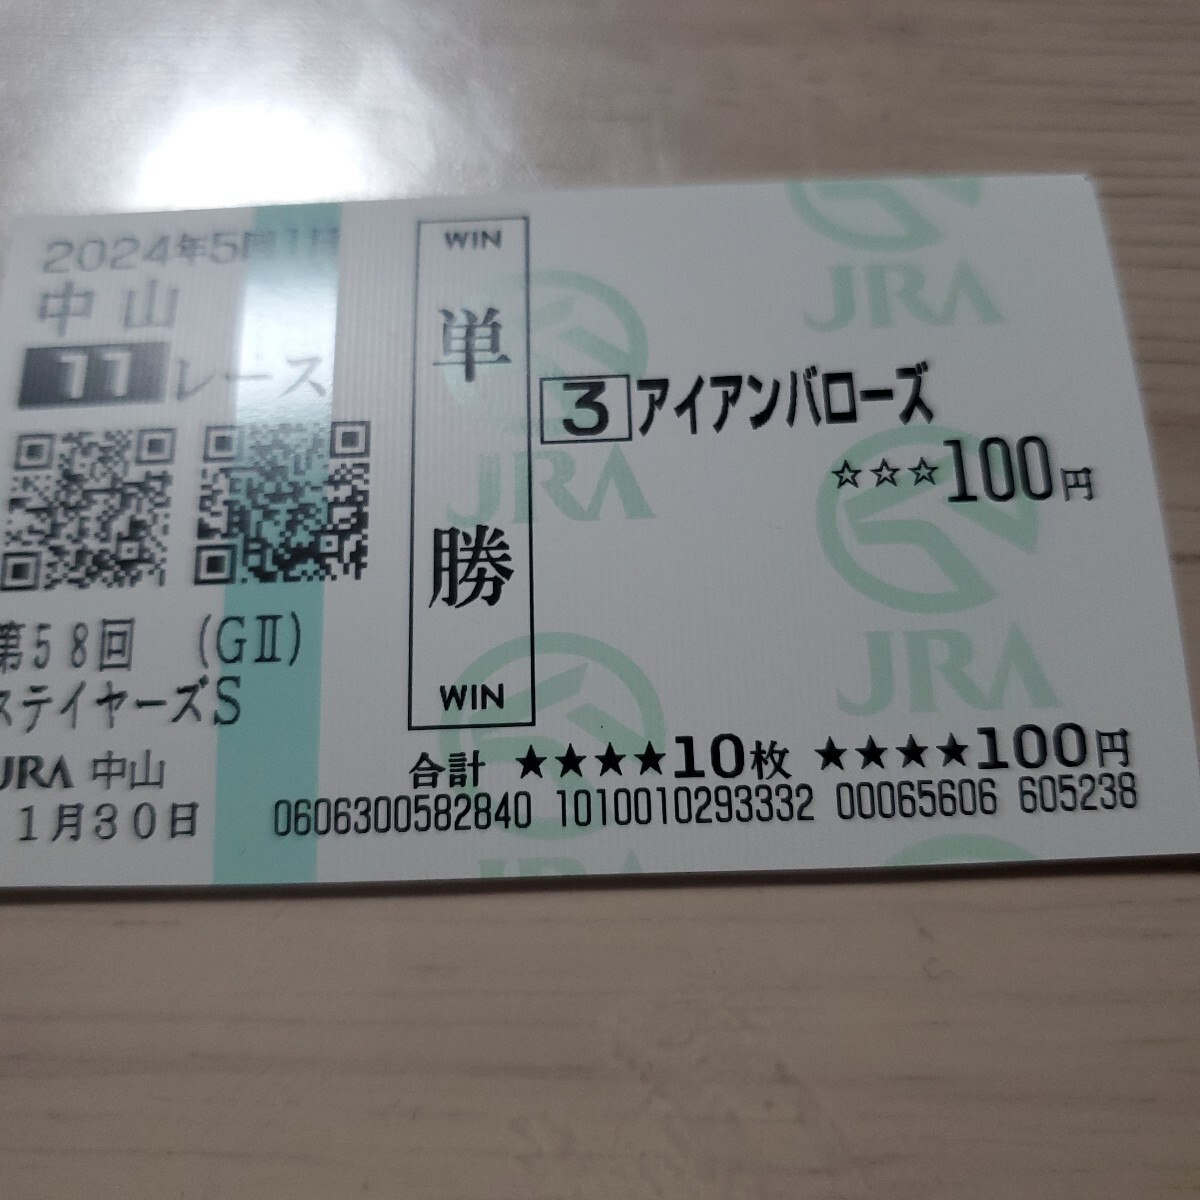 2024年5回1日
中山
11レース
第58回 (GⅡ)
ステイヤーズS
JRA 中山
1月30日
WIN
単勝
WIN
3 アイアンバローズ
☆☆☆100円
合計 ★★★★10枚 ★★★★100円
0606300582840 1010010293332 00065606 605238
JRA
JRA
JRA